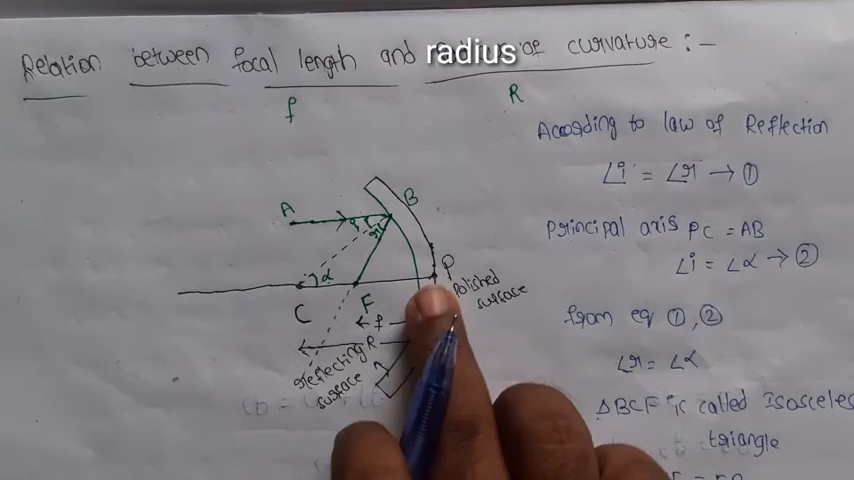 Relation between focal length and radius of curvature :-
f
R
According to law of Reflection
∠i = ∠r → ①
Principal axis PC = AB
∠i = ∠α → ②
from eq ①, ②
∠r = ∠α
ΔBCF is called Isosceles
triangle
A
B
i
r
α
P
C
F
Polished
surface
f
R
reflecting
surface